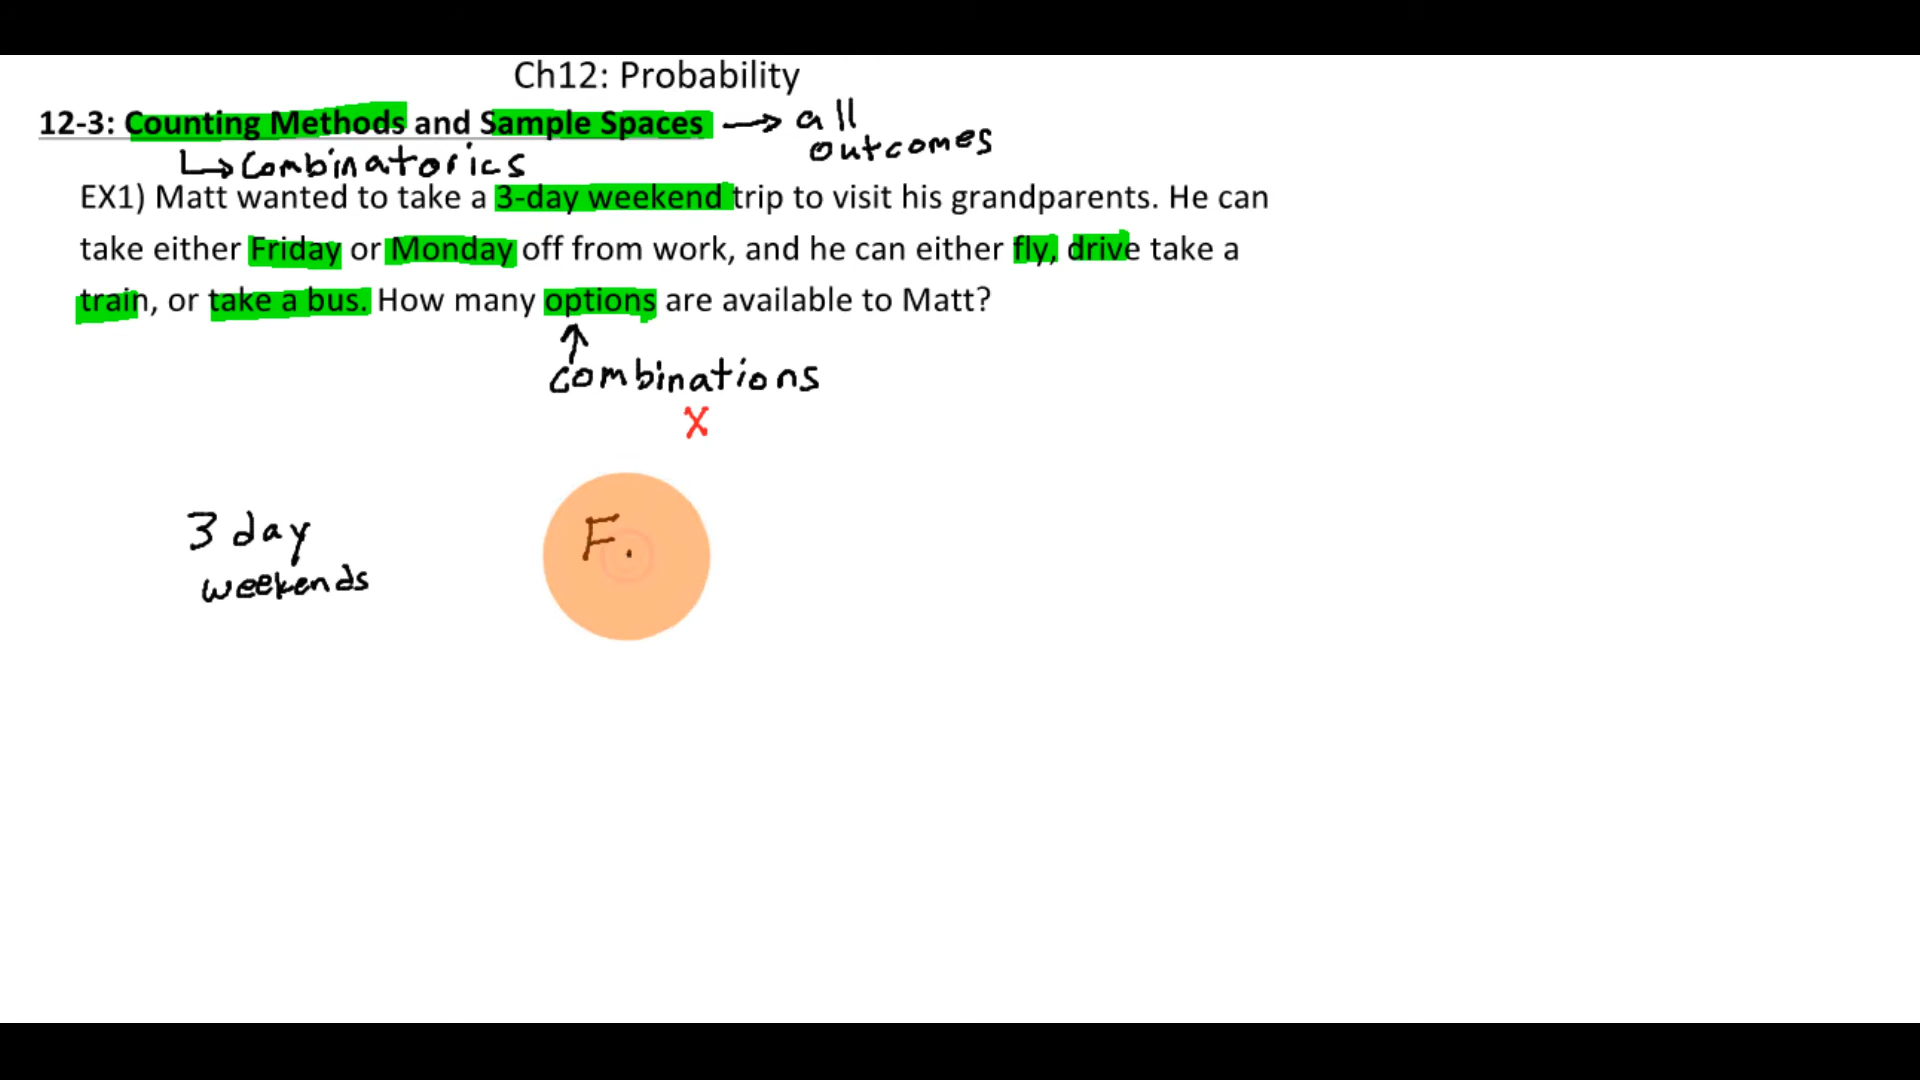 Ch12: Probability
12-3: Counting Methods and Sample Spaces → all
outcomes
↳ Combinatorics
EX1) Matt wanted to take a 3-day weekend trip to visit his grandparents. He can
take either Friday or Monday off from work, and he can either fly, drive take a
train, or take a bus. How many options are available to Matt?
↑
combinations
x
3 day
weekends
F.